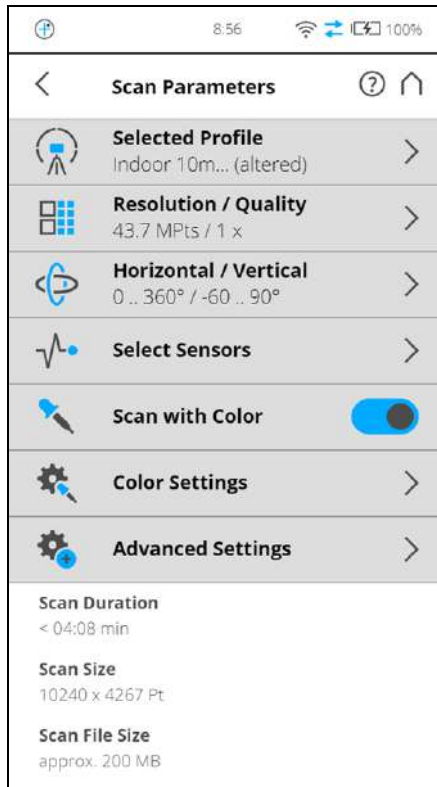 8:56
100%
Scan Parameters
Selected Profile
Indoor 10m... (altered)
Resolution / Quality
43.7 MPts / 1 x
Horizontal / Vertical
0 .. 360° / -60 .. 90°
Select Sensors
Scan with Color
Color Settings
Advanced Settings
Scan Duration
< 04:08 min
Scan Size
10240 x 4267 Pt
Scan File Size
approx. 200 MB